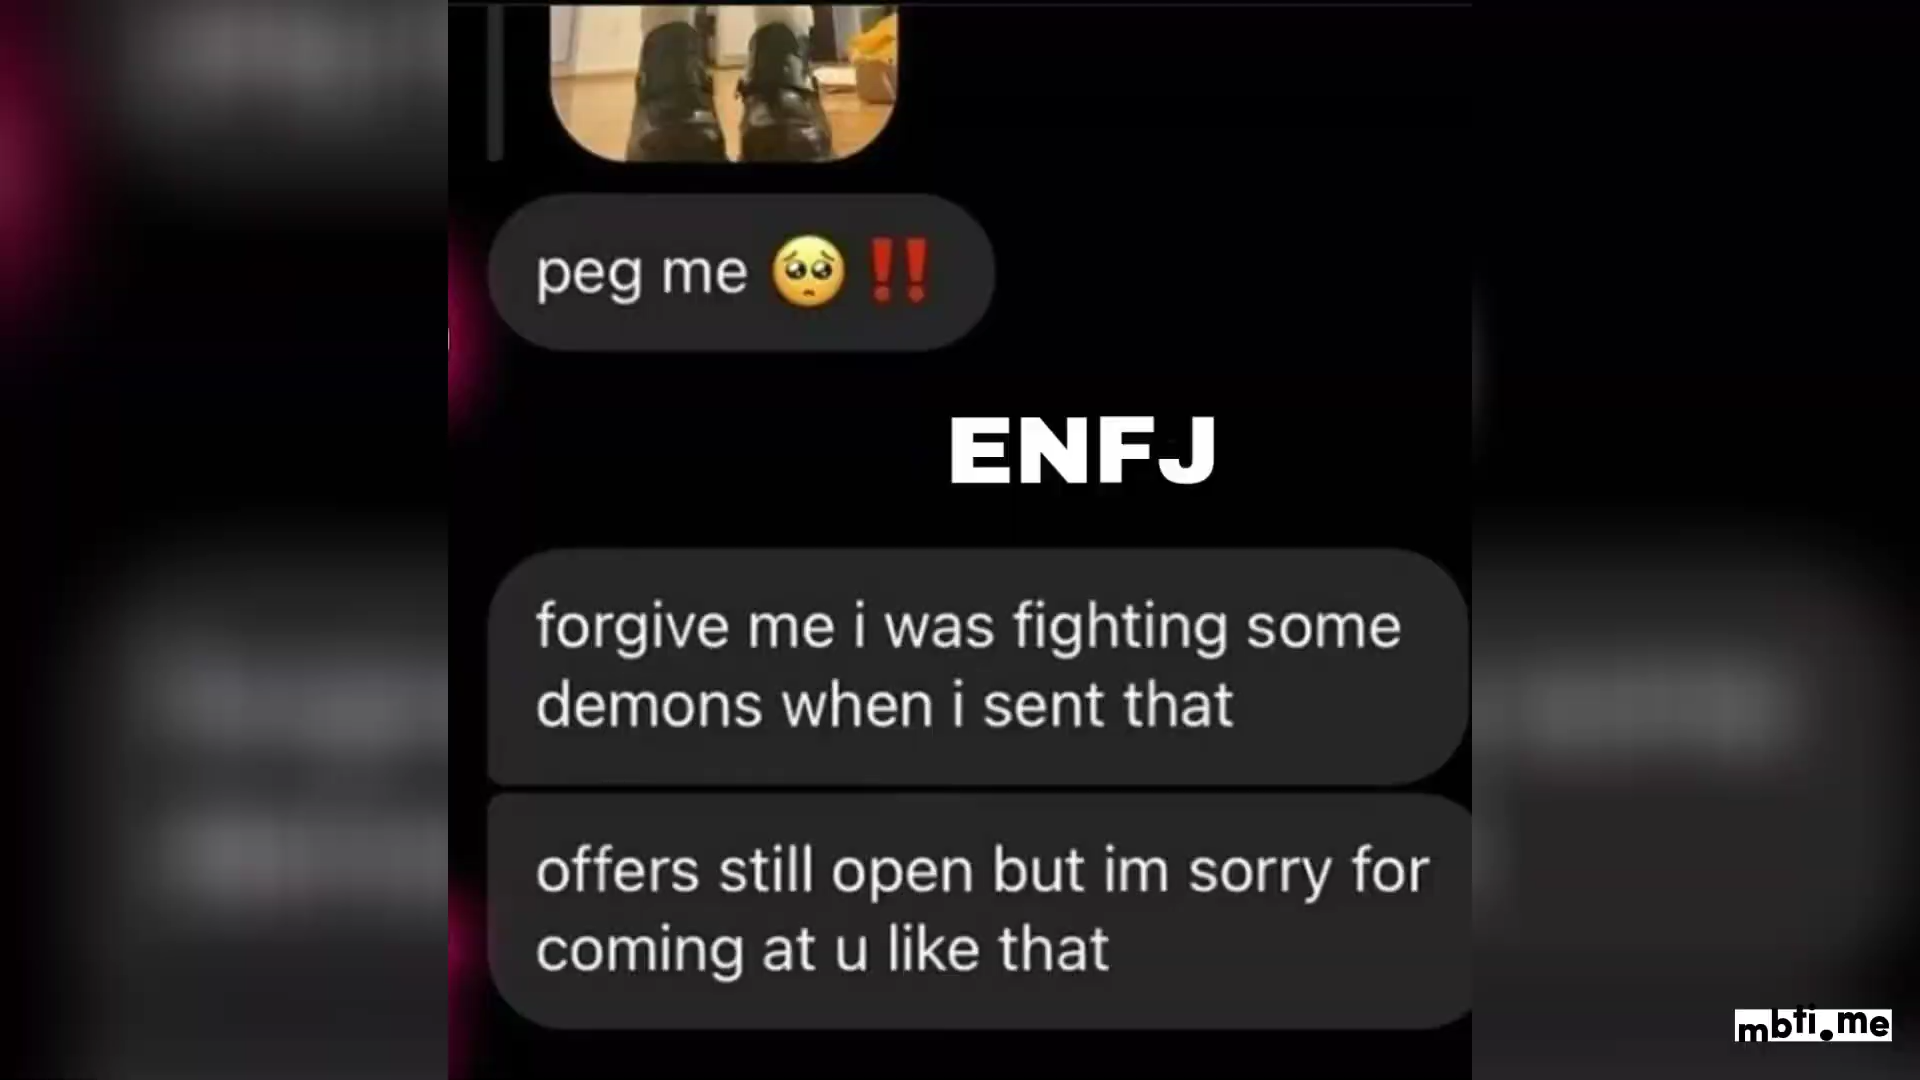 peg me 🥺 ‼️
ENFJ
forgive me i was fighting some
demons when i sent that
offers still open but im sorry for
coming at u like that
mbti.me